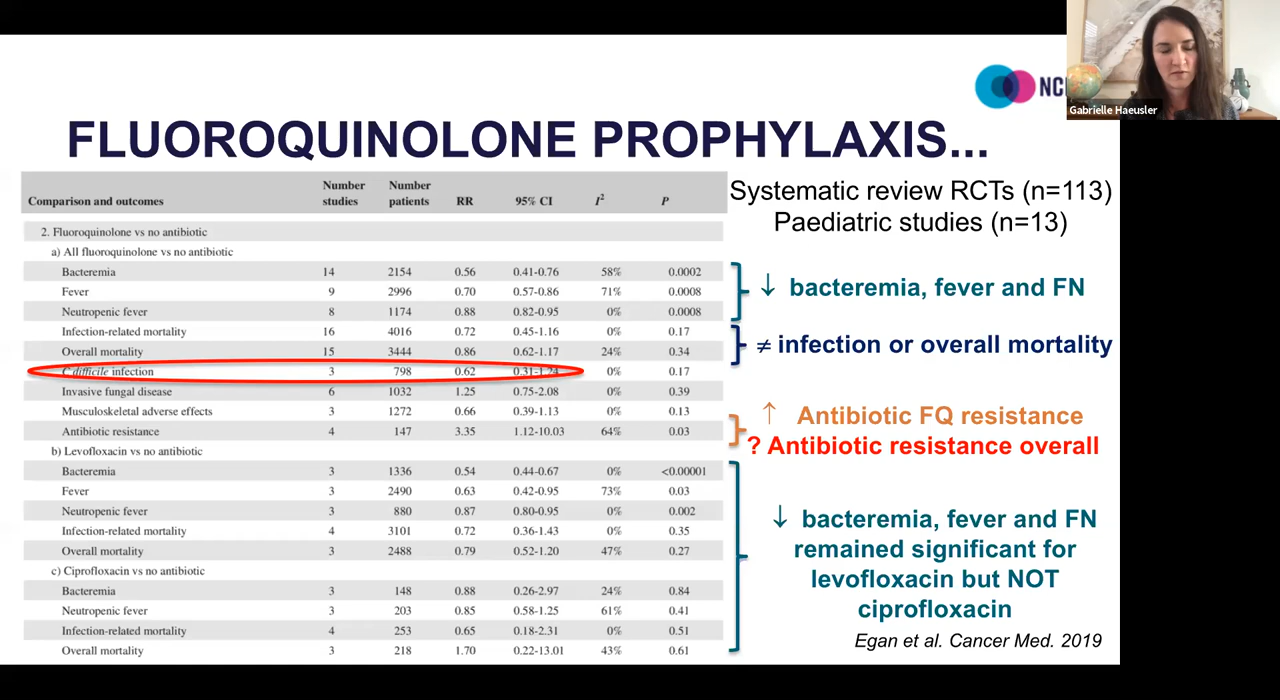 Gabrielle Haeusler
FLUOROQUINOLONE PROPHYLAXIS...
Comparison and outcomes Number studies Number patients RR 95% CI I² P
2. Fluoroquinolone vs no antibiotic
a) All fluoroquinolone vs no antibiotic
Bacteremia 14 2154 0.56 0.41-0.76 58% 0.0002
Fever 9 2996 0.70 0.57-0.86 71% 0.0008
Neutropenic fever 8 1174 0.88 0.82-0.95 0% 0.0008
Infection-related mortality 16 4016 0.72 0.45-1.16 0% 0.17
Overall mortality 15 3444 0.86 0.62-1.17 24% 0.34
C difficile infection 3 798 0.62 0.31-1.24 0% 0.17
Invasive fungal disease 6 1032 1.25 0.75-2.08 0% 0.39
Musculoskeletal adverse effects 3 1272 0.66 0.39-1.13 0% 0.13
Antibiotic resistance 4 147 3.35 1.12-10.03 64% 0.03
b) Levofloxacin vs no antibiotic
Bacteremia 3 1336 0.54 0.44-0.67 0% <0.00001
Fever 3 2490 0.63 0.42-0.95 73% 0.03
Neutropenic fever 3 880 0.87 0.80-0.95 0% 0.002
Infection-related mortality 4 3101 0.72 0.36-1.43 0% 0.35
Overall mortality 3 2488 0.79 0.52-1.20 47% 0.27
c) Ciprofloxacin vs no antibiotic
Bacteremia 3 148 0.88 0.26-2.97 24% 0.84
Neutropenic fever 3 203 0.85 0.58-1.25 61% 0.41
Infection-related mortality 4 253 0.65 0.18-2.31 0% 0.51
Overall mortality 3 218 1.70 0.22-13.01 43% 0.61
Systematic review RCTs (n=113)
Paediatric studies (n=13)
↓ bacteremia, fever and FN
≠ infection or overall mortality
↑ Antibiotic FQ resistance
? Antibiotic resistance overall
↓ bacteremia, fever and FN
remained significant for
levofloxacin but NOT
ciprofloxacin
Egan et al. Cancer Med. 2019